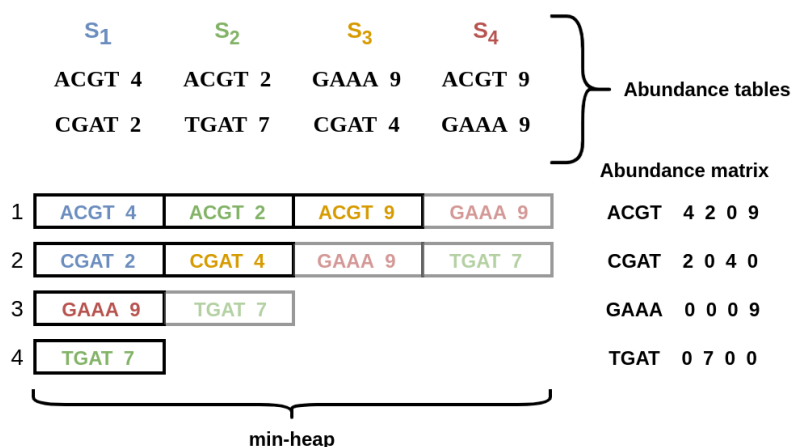 S1 S2 S3 S4
ACGT 4 ACGT 2 GAAA 9 ACGT 9
Abundance tables
CGAT 2 TGAT 7 CGAT 4 GAAA 9
Abundance matrix
1 ACGT 4 ACGT 2 ACGT 9 GAAA 9 ACGT 4 2 0 9
2 CGAT 2 CGAT 4 GAAA 9 TGAT 7 CGAT 2 0 4 0
3 GAAA 9 TGAT 7 GAAA 0 0 0 9
4 TGAT 7 TGAT 0 7 0 0
min-heap